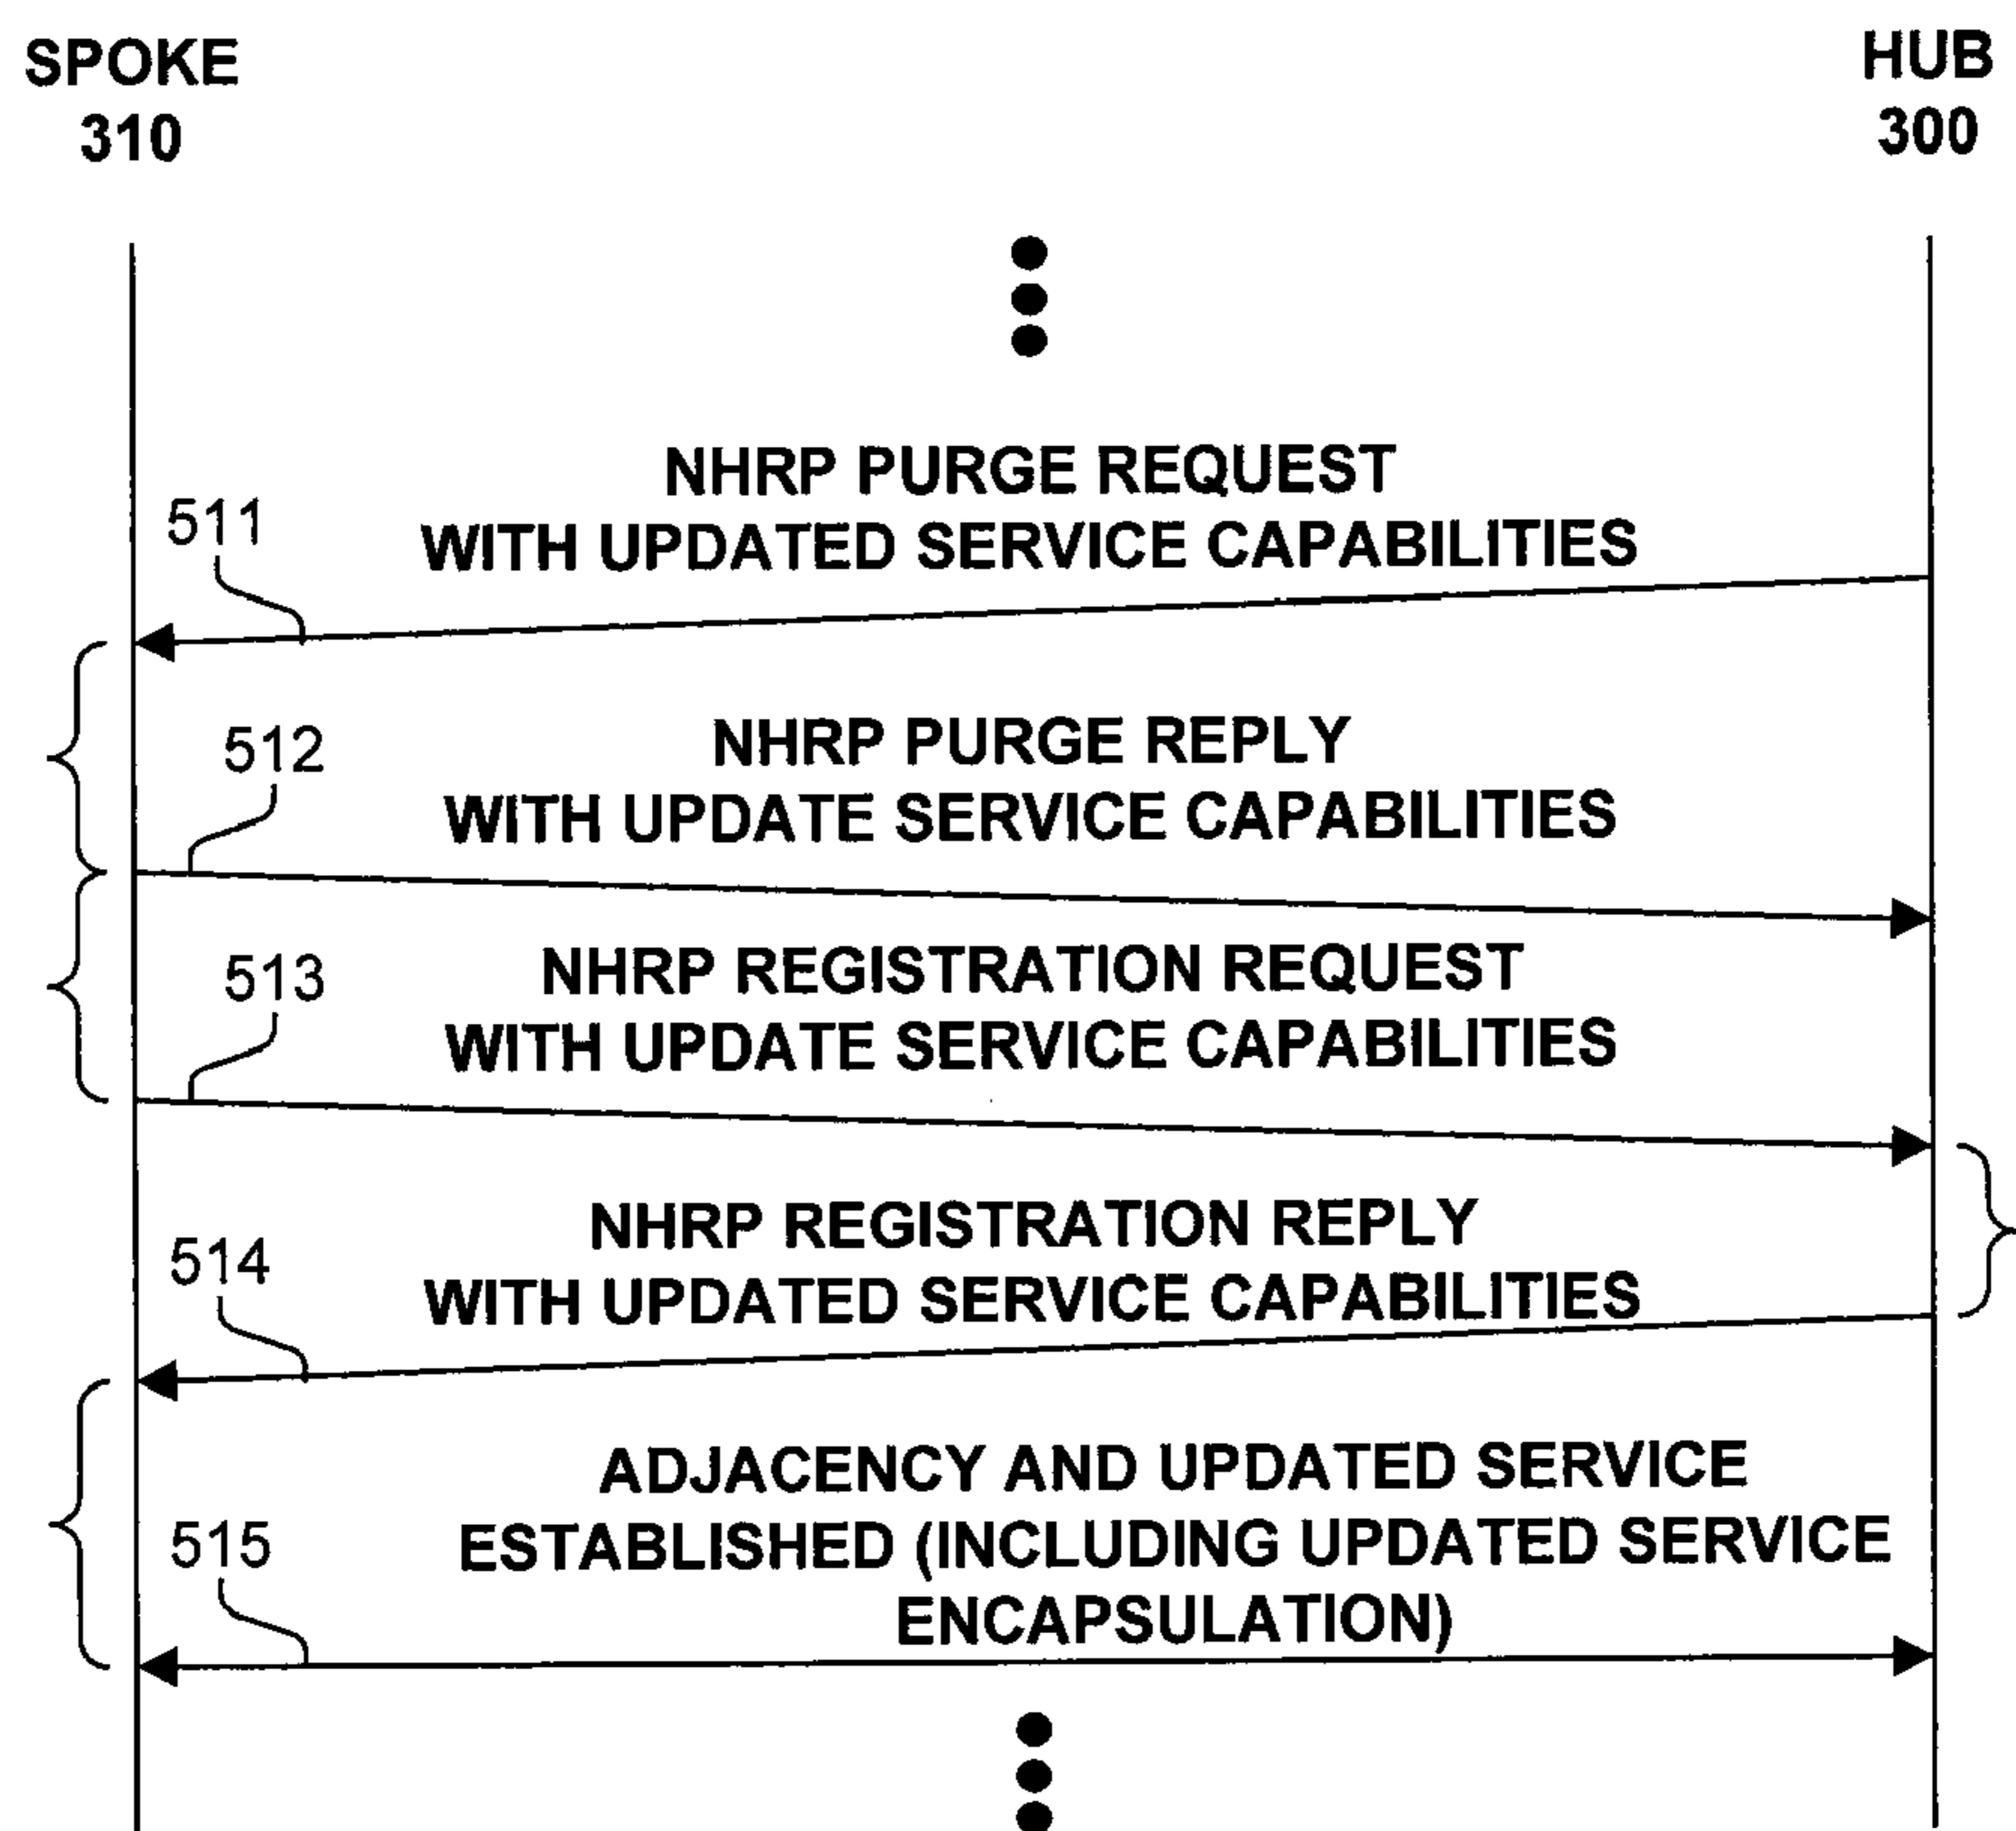 SPOKE
310
HUB
300
NHRP PURGE REQUEST
WITH UPDATED SERVICE CAPABILITIES
511
NHRP PURGE REPLY
WITH UPDATE SERVICE CAPABILITIES
512
NHRP REGISTRATION REQUEST
WITH UPDATE SERVICE CAPABILITIES
513
NHRP REGISTRATION REPLY
WITH UPDATED SERVICE CAPABILITIES
514
ADJACENCY AND UPDATED SERVICE
ESTABLISHED (INCLUDING UPDATED SERVICE
ENCAPSULATION)
515